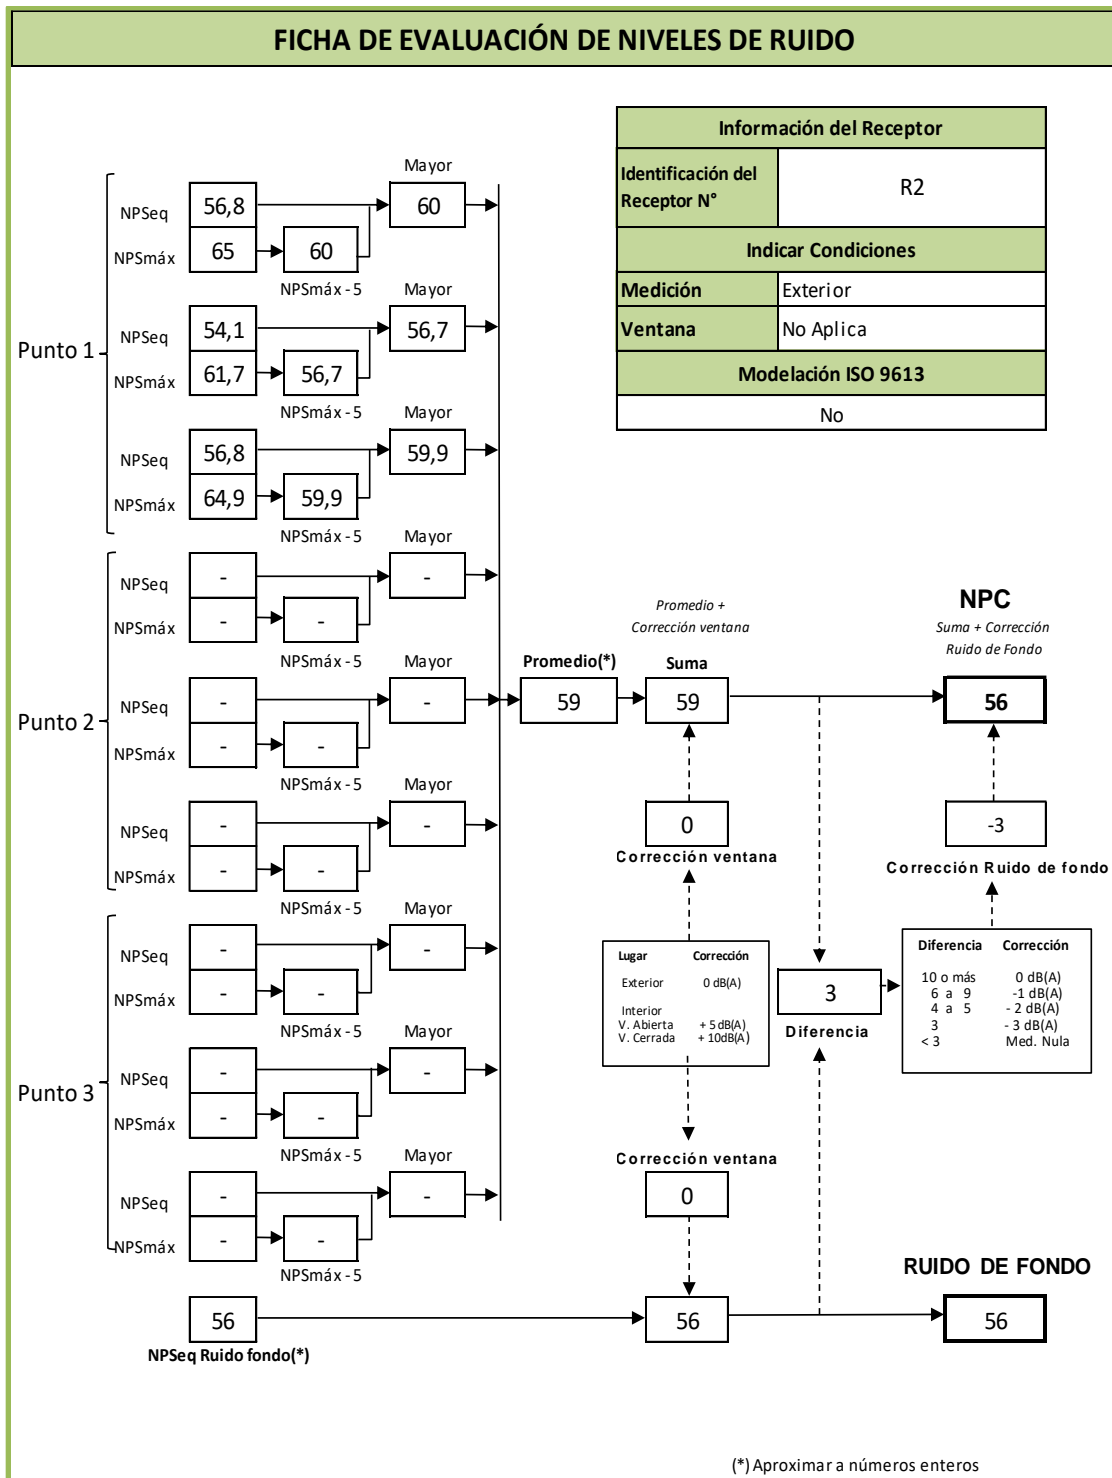 FICHA DE EVALUACIÓN DE NIVELES DE RUIDO
Información del Receptor
Identificación del Receptor N°
R2
Indicar Condiciones
Medición
Exterior
Ventana
No Aplica
Modelación ISO 9613
No
Punto 1
Mayor
NPSeq
56,8
60
NPSmáx
65
60
NPSmáx - 5
Mayor
NPSeq
54,1
56,7
NPSmáx
61,7
56,7
NPSmáx - 5
Mayor
NPSeq
56,8
59,9
NPSmáx
64,9
59,9
NPSmáx - 5
Punto 2
Mayor
NPSeq
-
-
NPSmáx
-
-
NPSmáx - 5
Mayor
NPSeq
-
-
NPSmáx
-
-
NPSmáx - 5
Mayor
NPSeq
-
-
NPSmáx
-
-
NPSmáx - 5
Punto 3
Mayor
NPSeq
-
-
NPSmáx
-
-
NPSmáx - 5
Mayor
NPSeq
-
-
NPSmáx
-
-
NPSmáx - 5
Mayor
NPSeq
-
-
NPSmáx
-
-
NPSmáx - 5
56
NPSeq Ruido fondo(*)
Promedio(*)
59
Promedio +
Corrección ventana
Suma
59
0
Corrección ventana
Lugar Corrección
Exterior 0 dB(A)
Interior
V. Abierta + 5 dB(A)
V. Cerrada + 10dB(A)
Corrección ventana
0
56
3
Diferencia
NPC
Suma + Corrección
Ruido de Fondo
56
-3
Corrección Ruido de fondo
Diferencia Corrección
10 o más 0 dB(A)
6 a 9 -1 dB(A)
4 a 5 - 2 dB(A)
3 - 3 dB(A)
< 3 Med. Nula
RUIDO DE FONDO
56
(*) Aproximar a números enteros